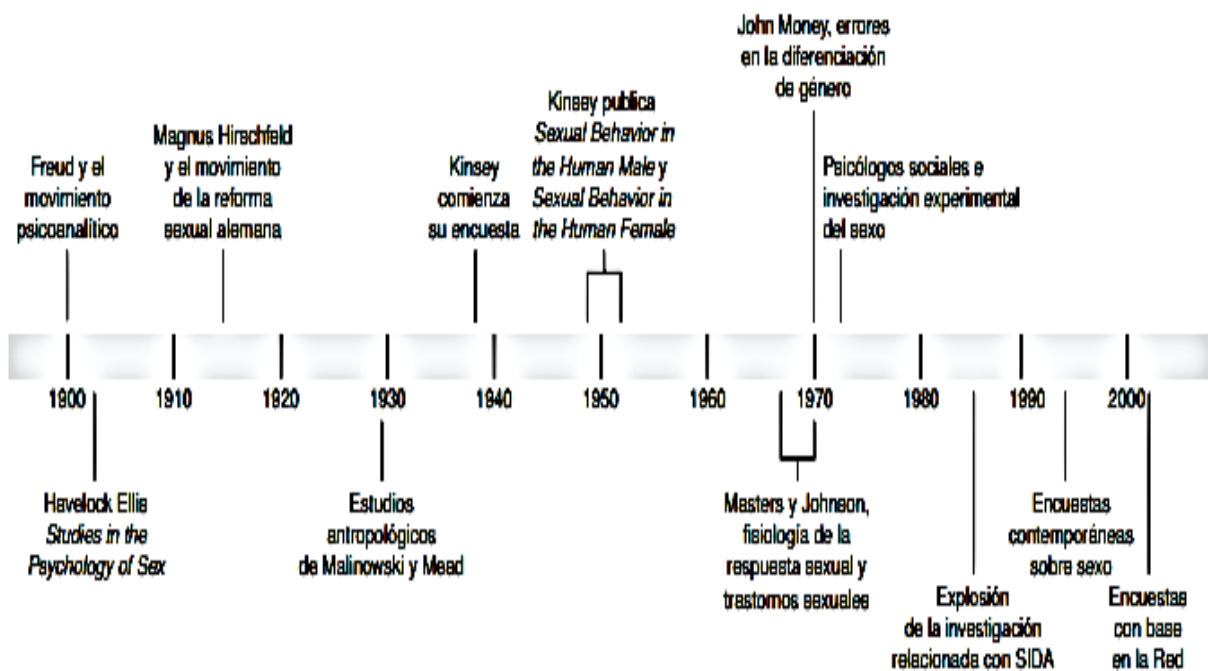 John Money, errores
en la diferenciación
de género
Kinsey publica
Sexual Behavior in
the Human Male y
Sexual Behavior in
the Human Female
Magnus Hirschfeld
y el movimiento
de la reforma
sexual alemana
Freud y el
movimiento
psicoanalítico
Kinsey
comienza
su encuesta
Psicólogos sociales e
investigación experimental
del sexo
1900 1910 1920 1930 1940 1950 1960 1970 1980 1990 2000
Havelock Ellis
Studies in the
Psychology of Sex
Estudios
antropológicos
de Malinowski y Mead
Masters y Johnson,
fisiología de la
respuesta sexual y
trastornos sexuales
Explosión
de la investigación
relacionada con SIDA
Encuestas
contemporáneas
sobre sexo
Encuestas
con base
en la Red